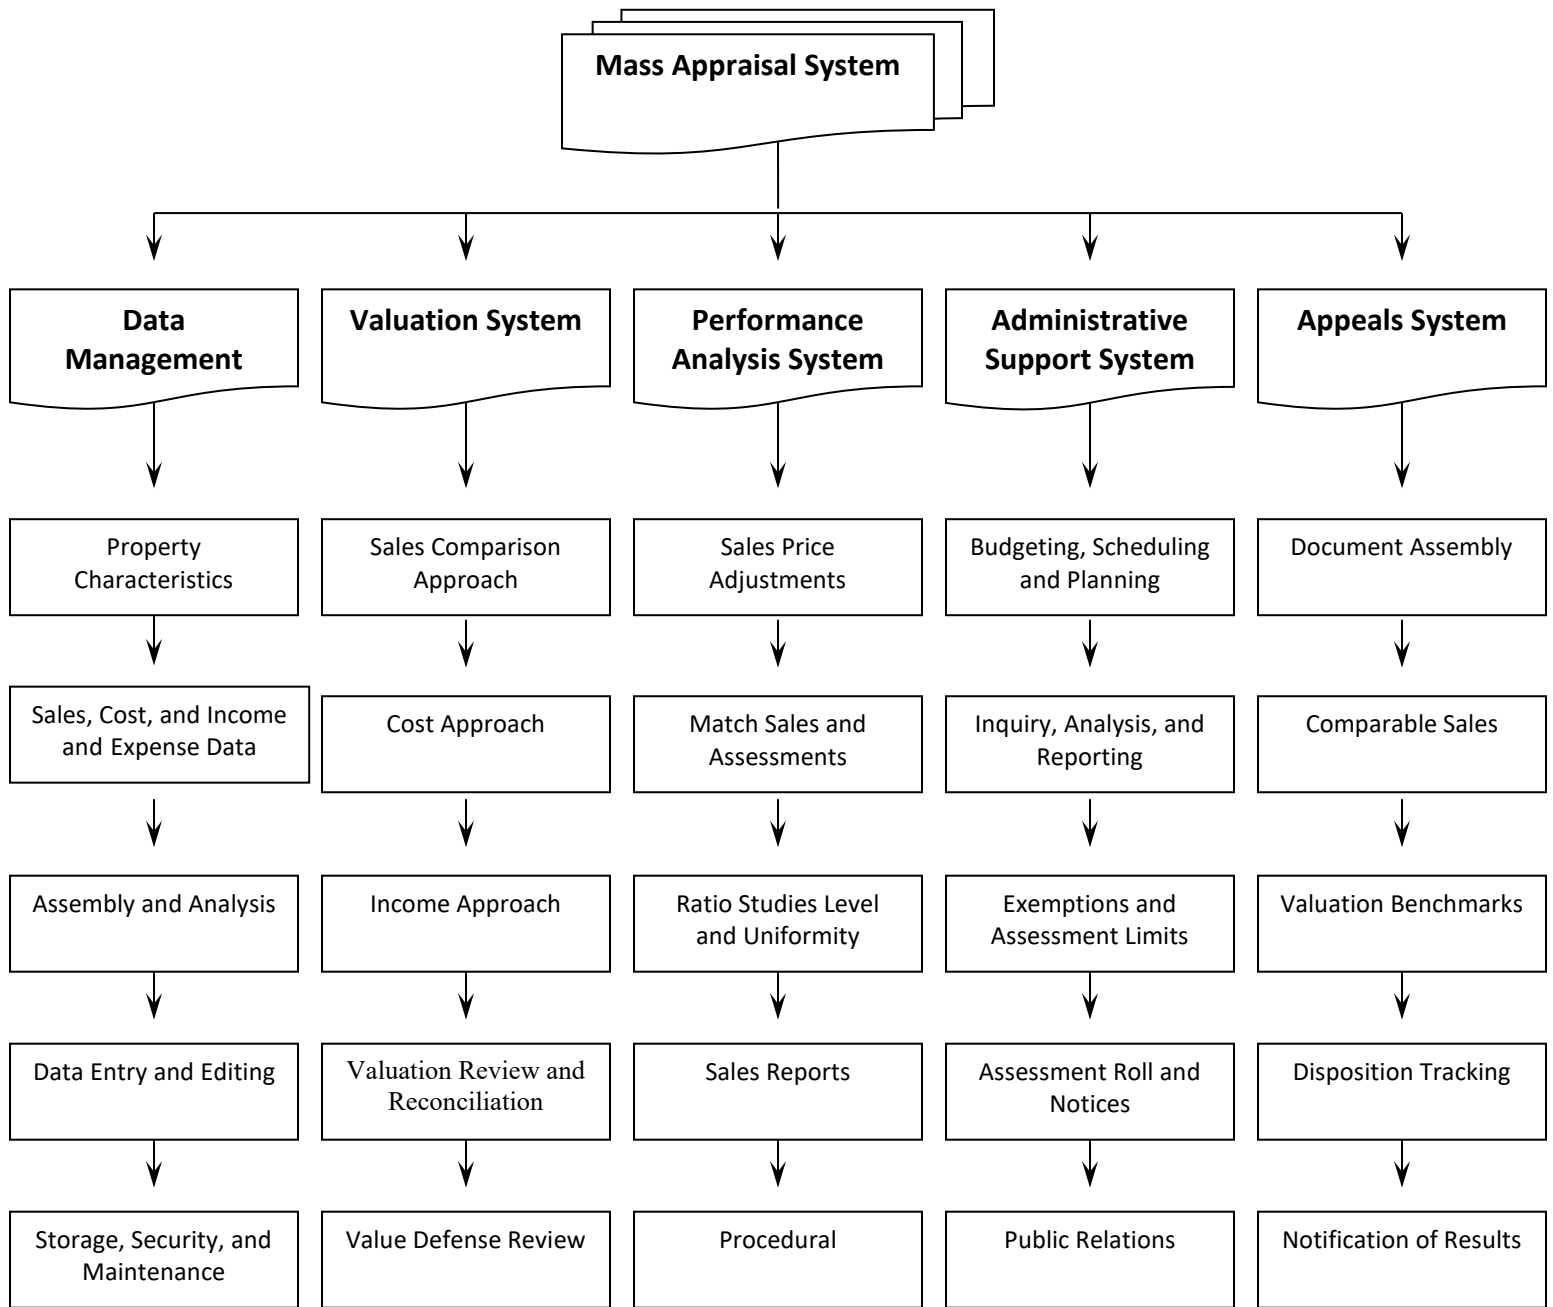 Mass Appraisal System
Data
Management
Valuation System
Performance
Analysis System
Administrative
Support System
Appeals System
Property
Characteristics
Sales Comparison
Approach
Sales Price
Adjustments
Budgeting, Scheduling
and Planning
Document Assembly
Sales, Cost, and Income
and Expense Data
Cost Approach
Match Sales and
Assessments
Inquiry, Analysis, and
Reporting
Comparable Sales
Assembly and Analysis
Income Approach
Ratio Studies Level
and Uniformity
Exemptions and
Assessment Limits
Valuation Benchmarks
Data Entry and Editing
Valuation Review and
Reconciliation
Sales Reports
Assessment Roll and
Notices
Disposition Tracking
Storage, Security, and
Maintenance
Value Defense Review
Procedural
Public Relations
Notification of Results